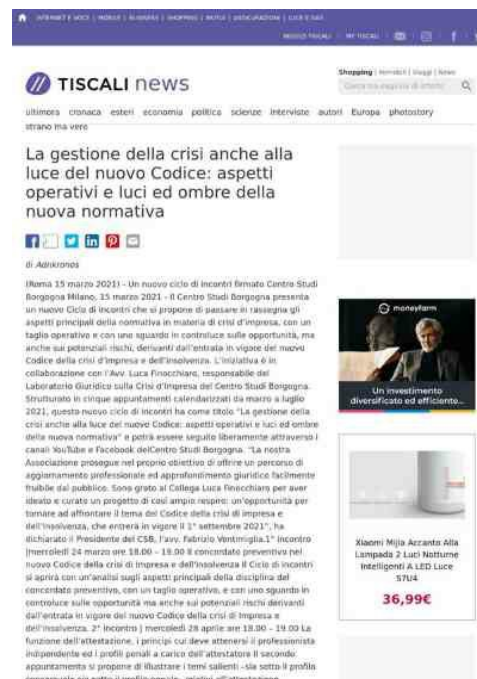 INTERNET E VOCE | MOBILE | BUSINESS | SHOPPING | MUTUI | ASSICURAZIONI | LUCE E GAS
MONDO TISCALI MY TISCALI
TISCALI news
Shopping | Immobili | Viaggi | News
ultimora cronaca esteri economia politica scienze interviste autori Europa photostory
strano ma vero
La gestione della crisi anche alla
luce del nuovo Codice: aspetti
operativi e luci ed ombre della
nuova normativa
di Adnkronos
(Roma 15 marzo 2021) - Un nuovo ciclo di incontri firmato Centro Studi
Borgogna Milano, 15 marzo 2021 - Il Centro Studi Borgogna presenta
un nuovo Ciclo di incontri che si propone di passare in rassegna gli
aspetti principali della normativa in materia di crisi d'impresa, con un
taglio operativo e con uno sguardo in controluce sulle opportunità, ma
anche sui potenziali rischi, derivanti dall'entrata in vigore del nuovo
Codice della crisi d'impresa e dell'insolvenza. L'iniziativa è in
collaborazione con l'Avv. Luca Finocchiaro, responsabile del
Laboratorio Giuridico sulla Crisi d'Impresa del Centro Studi Borgogna.
Strutturato in cinque appuntamenti calendarizzati da marzo a luglio
2021, questo nuovo ciclo di incontri ha come titolo "La gestione della
crisi anche alla luce del nuovo Codice: aspetti operativi e luci ed ombre
della nuova normativa" e potrà essere seguito liberamente attraverso i
canali YouTube e Facebook delCentro Studi Borgogna. "La nostra
Associazione prosegue nel proprio obiettivo di offrire un percorso di
aggiornamento professionale ed approfondimento giuridico facilmente
fruibile dal pubblico. Sono grato al Collega Luca Finocchiaro per aver
ideato e curato un progetto di così ampio respiro: un'opportunità per
tornare ad affrontare il tema del Codice della crisi di impresa e
dell'insolvenza, che entrerà in vigore il 1° settembre 2021", ha
dichiarato il Presidente del CSB, l'avv. Fabrizio Ventimiglia.1° incontro
|mercoledì 24 marzo ore 18.00 – 19.00 Il concordato preventivo nel
nuovo Codice della crisi di impresa e dell'insolvenza Il Ciclo di incontri
si aprirà con un'analisi sugli aspetti principali della disciplina del
concordato preventivo, con un taglio operativo, e con uno sguardo in
controluce sulle opportunità ma anche sui potenziali rischi derivanti
dall'entrata in vigore del nuovo Codice della crisi di impresa e
dell'insolvenza. 2° incontro | mercoledì 28 aprile ore 18.00 – 19.00 La
funzione dell'attestazione, i principi cui deve attenersi il professionista
indipendente ed i profili penali a carico dell'attestatore Il secondo
appuntamento si propone di illustrare i temi salienti -sia sotto il profilo
moneyfarm
Un investimento
diversificato ed efficiente...
Xiaomi Mijia Accanto Alla
Lampada 2 Luci Notturne
Intelligenti A LED Luce
57U4
36,99€